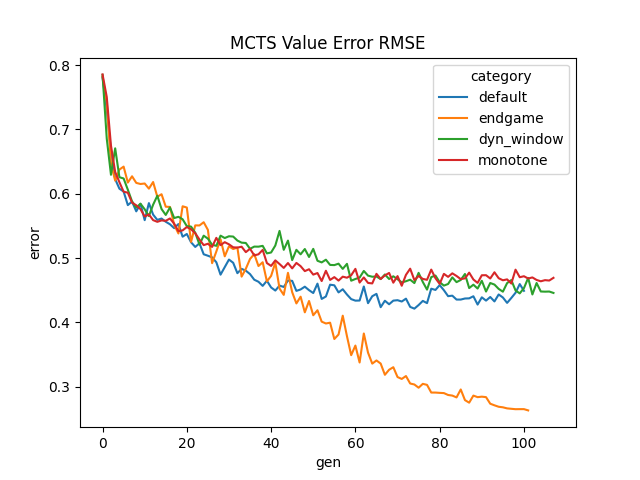 MCTS Value Error RMSE
category
default
endgame
dyn_window
monotone
error
0.8
0.7
0.6
0.5
0.4
0.3
0 20 40 60 80 100
gen